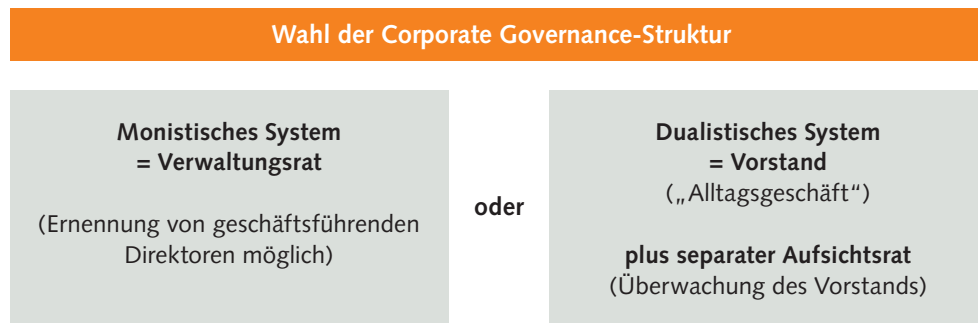 Wahl der Corporate Governance-Struktur
Monistisches System
= Verwaltungsrat
(Ernennung von geschäftsführenden
Direktoren möglich)
oder
Dualistisches System
= Vorstand
(„Alltagsgeschäft“)
plus separater Aufsichtsrat
(Überwachung des Vorstands)